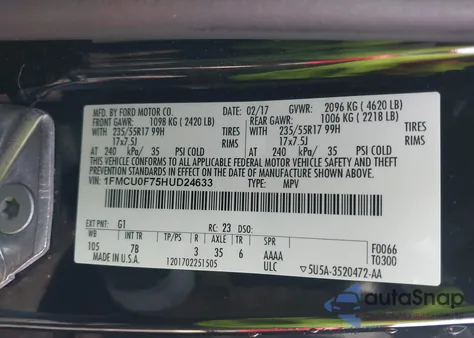 MFD. BY FORD MOTOR CO. DATE: 02/17 GVWR: 2096 KG ( 4620 LB)
FRONT GAWR: 1098 KG ( 2420 LB) REAR GAWR: 1006 KG ( 2218 LB)
WITH 235/55R17 99H TIRES WITH 235/55R17 99H TIRES
17x7.5J RIMS 17x7.5J RIMS
AT 240 kPa/ 35 PSI COLD AT 240 kPa/ 35 PSI COLD
THIS VEHICLE CONFORMS TO ALL APPLICABLE FEDERAL MOTOR VEHICLE SAFETY AND THEFT PREVENTION STANDARDS IN EFFECT ON THE DATE OF MANUFACTURE SHOWN ABOVE.
VIN: 1FMCU0F75HUD24633 TYPE: MPV
EXT PNT: G1 RC: 23 DSO: F0066
WB INT TR TP/PS R AXLE TR SPR T0300
105 7B 3 35 6 AAAA
1201702251505 ULC ▽5U5A-3520472-AA
autoSnap